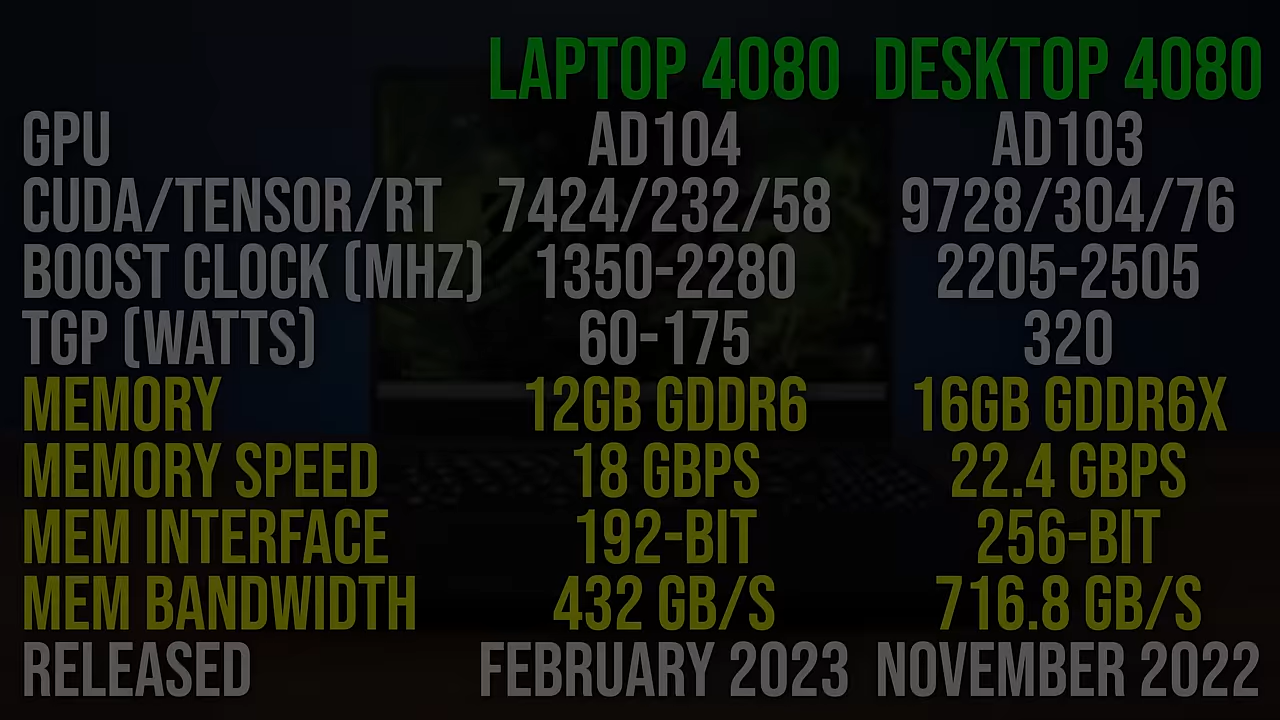 LAPTOP 4080 DESKTOP 4080
GPU AD104 AD103
CUDA/TENSOR/RT 7424/232/58 9728/304/76
BOOST CLOCK (MHZ) 1350-2280 2205-2505
TGP (WATTS) 60-175 320
MEMORY 12GB GDDR6 16GB GDDR6X
MEMORY SPEED 18 GBPS 22.4 GBPS
MEM INTERFACE 192-BIT 256-BIT
MEM BANDWIDTH 432 GB/S 716.8 GB/S
RELEASED FEBRUARY 2023 NOVEMBER 2022